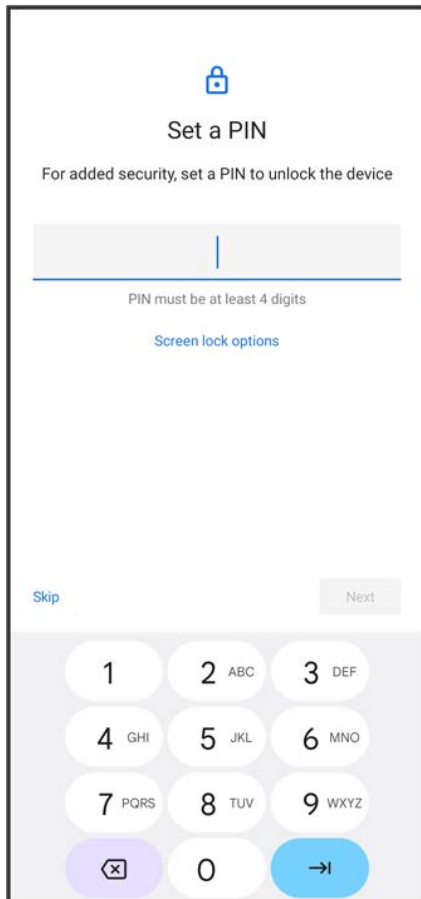 Set a PIN
For added security, set a PIN to unlock the device
PIN must be at least 4 digits
Screen lock options
Skip Next
1 2 ABC 3 DEF
4 GHI 5 JKL 6 MNO
7 PQRS 8 TUV 9 WXYZ
0